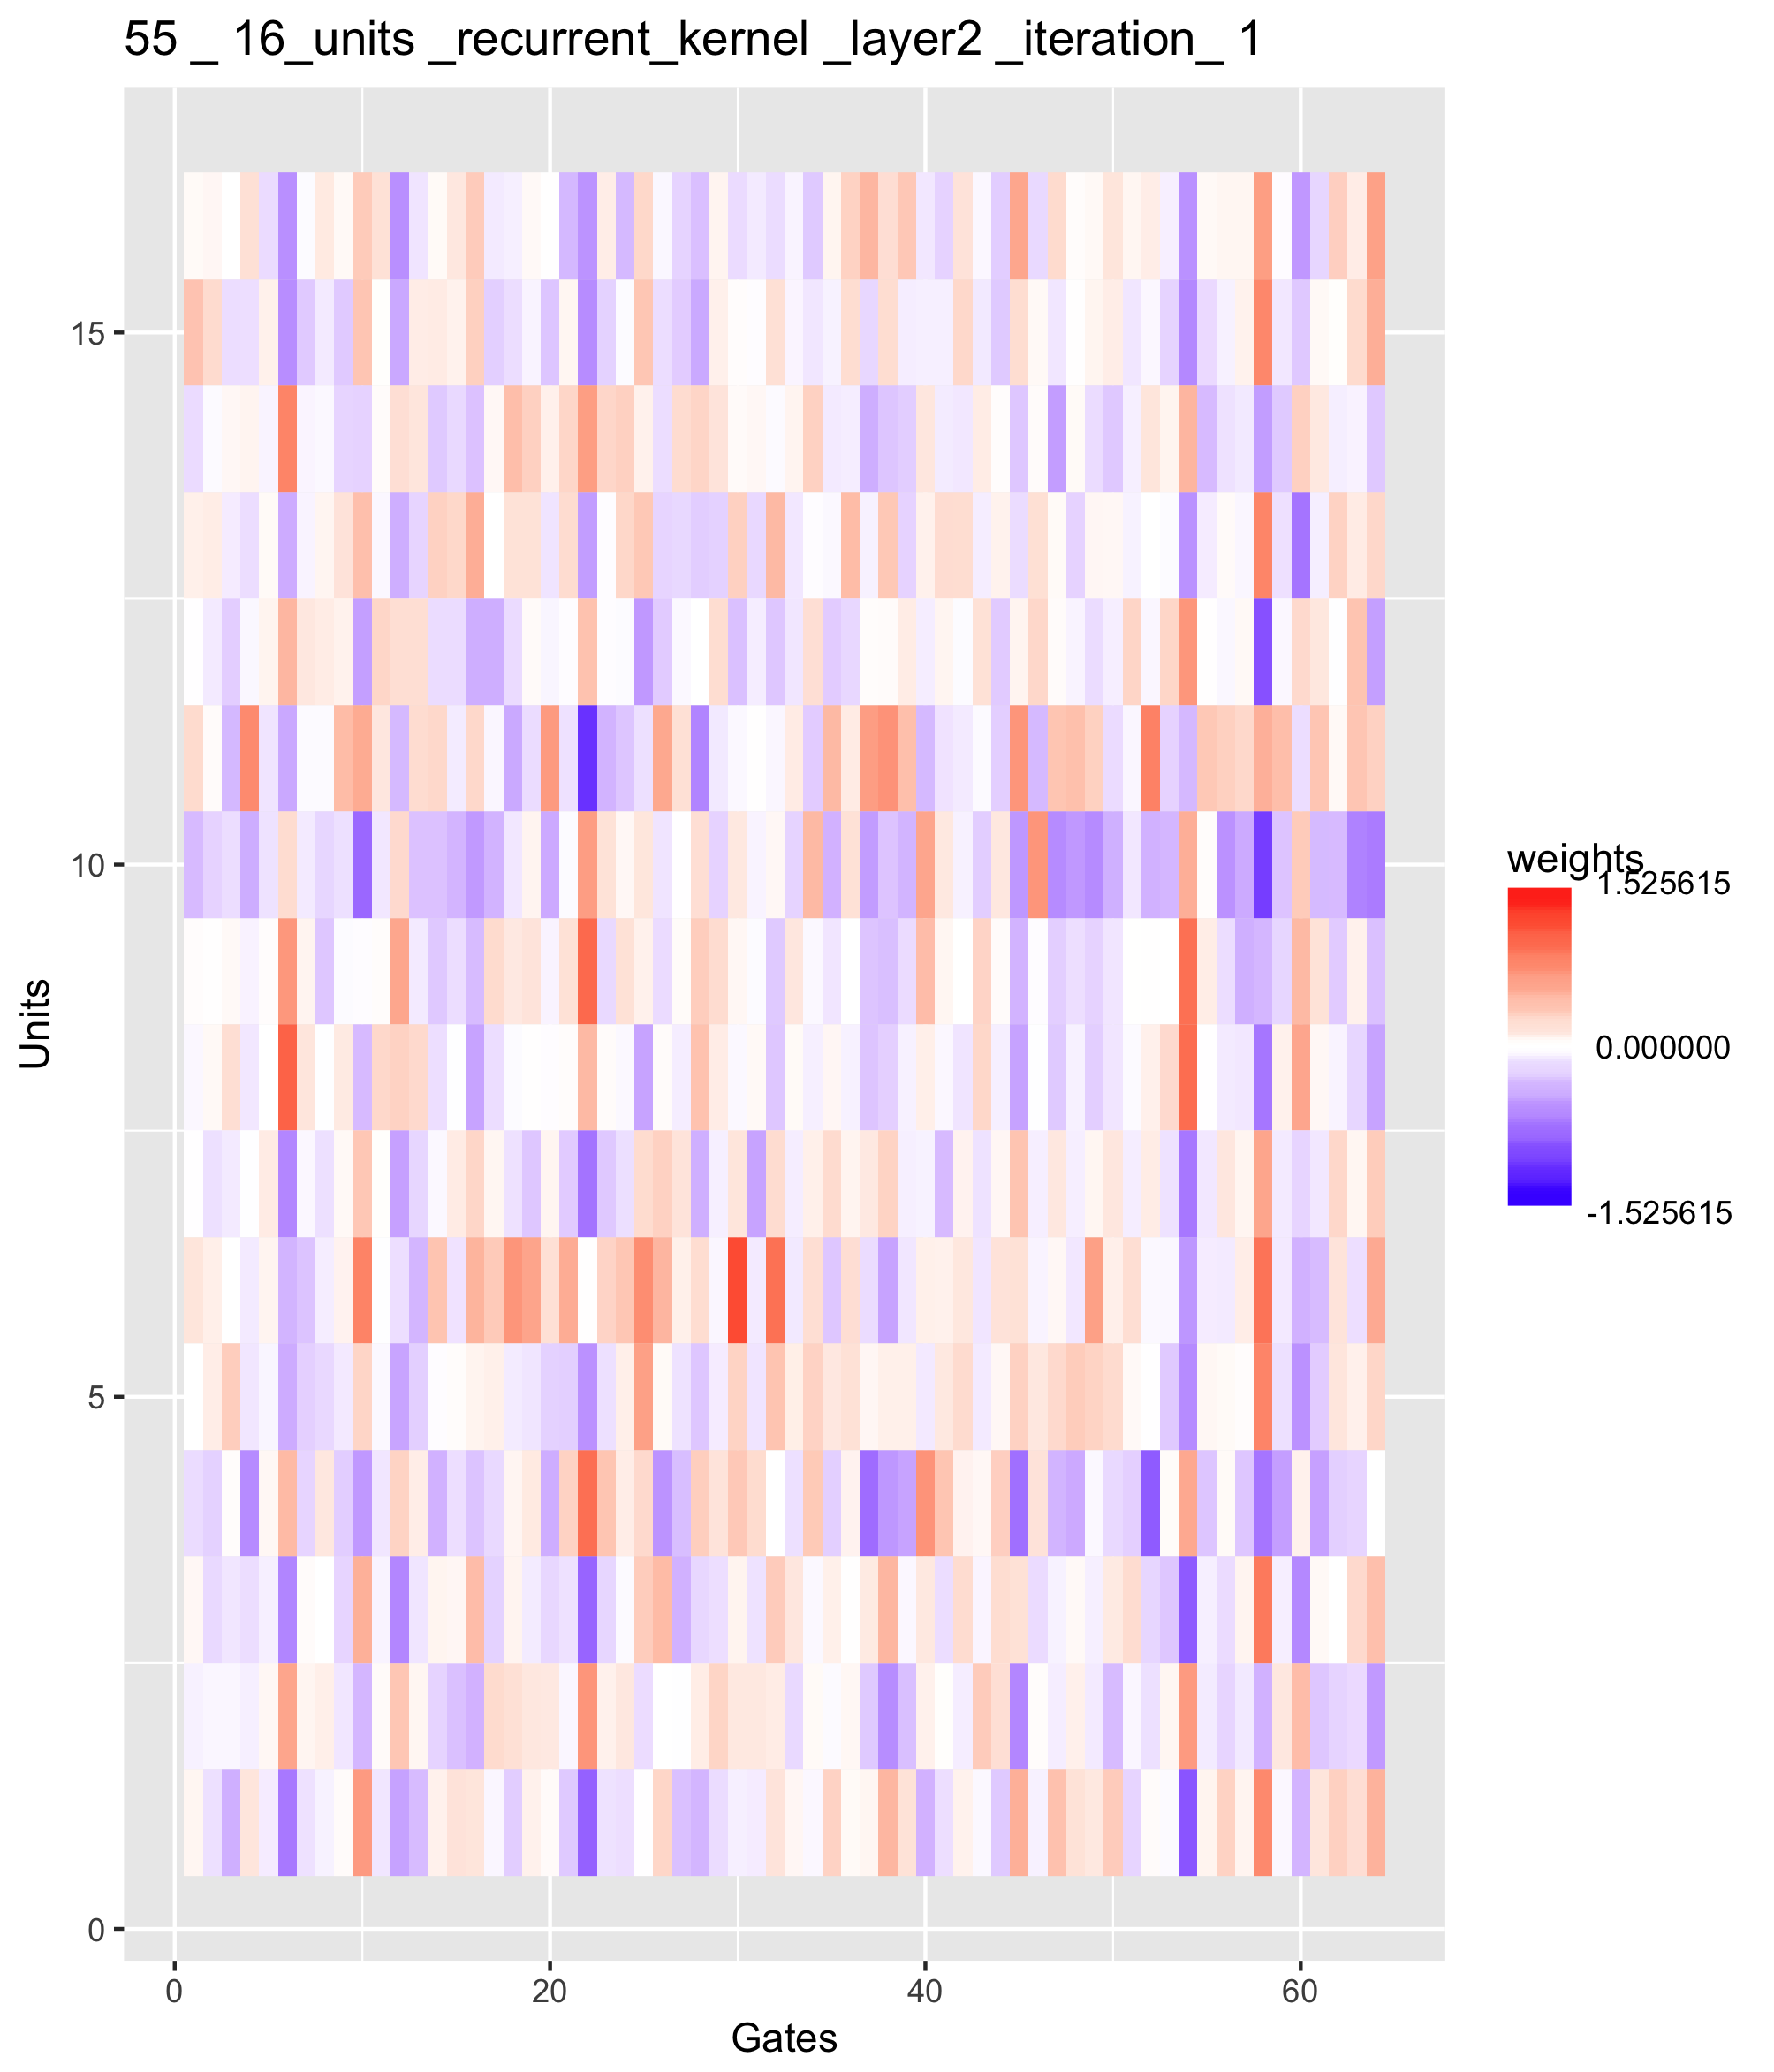 55 _ 16_units _recurrent_kernel _layer2 _iteration_ 1
Units
15
10
5
0
0 20 40 60
Gates
weights
1.525615
0.000000
-1.525615